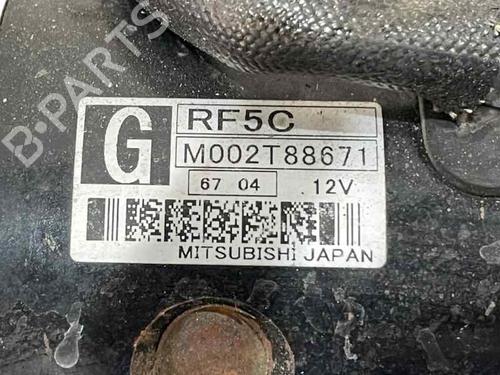 B-PARTS
G
RF5C
M002T88671
67 04 12V
MITSUBISHI JAPAN